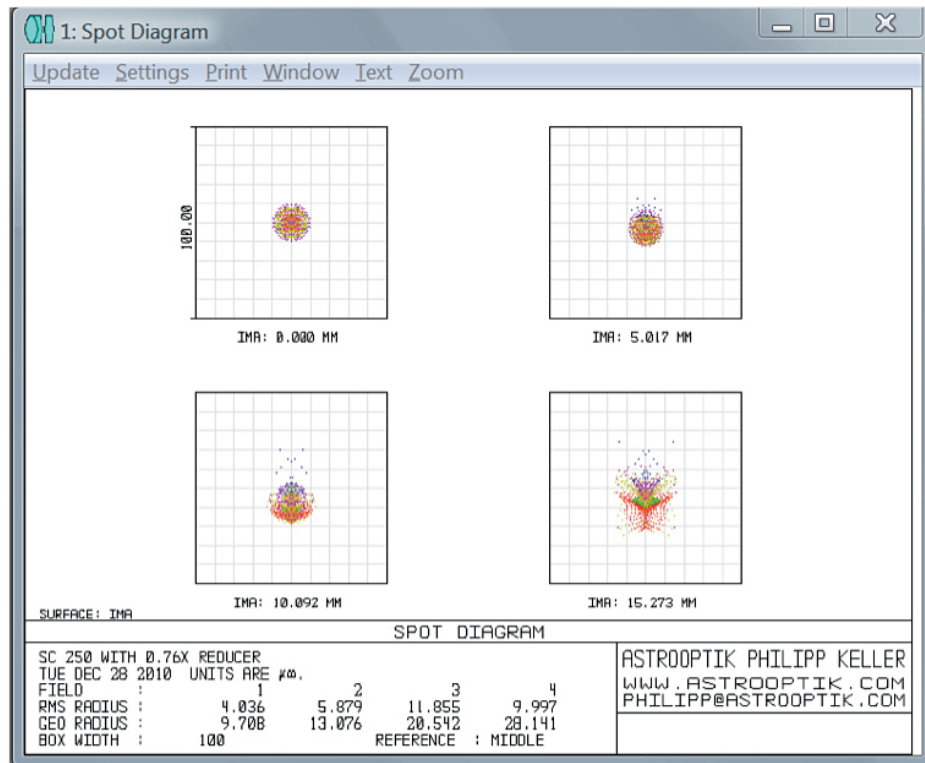 1: Spot Diagram
Update Settings Print Window Text Zoom
100.00
IMA: 0.000 MM
IMA: 5.017 MM
IMA: 10.092 MM
IMA: 15.273 MM
SURFACE: IMA
SPOT DIAGRAM
SC 250 WITH 0.76X REDUCER
TUE DEC 28 2010 UNITS ARE µm.
FIELD : 1 2 3 4
RMS RADIUS : 4.036 5.879 11.855 9.997
GEO RADIUS : 9.708 13.076 20.542 28.141
BOX WIDTH : 100 REFERENCE : MIDDLE
ASTROOPTIK PHILIPP KELLER
WWW.ASTROOPTIK.COM
PHILIPP@ASTROOPTIK.COM